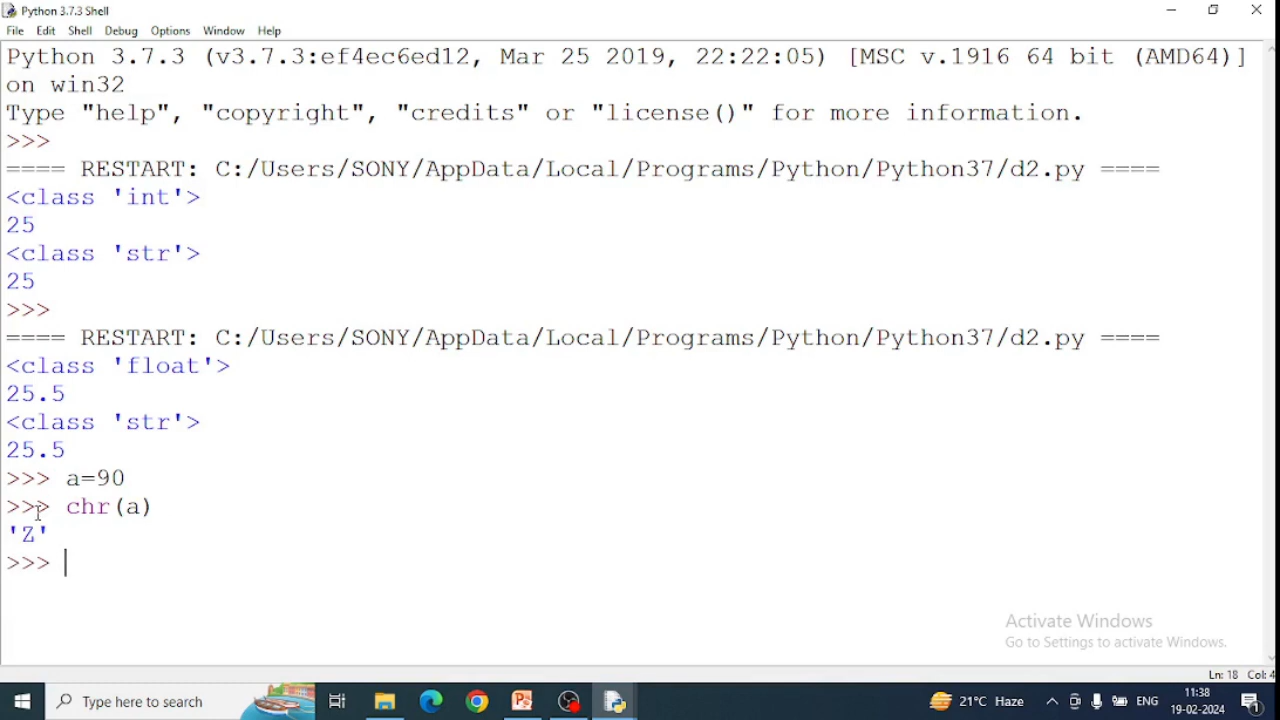 Python 3.7.3 Shell
File Edit Shell Debug Options Window Help
Python 3.7.3 (v3.7.3:ef4ec6ed12, Mar 25 2019, 22:22:05) [MSC v.1916 64 bit (AMD64)]
on win32
Type "help", "copyright", "credits" or "license()" for more information.
>>>
==== RESTART: C:/Users/SONY/AppData/Local/Programs/Python/Python37/d2.py ====
<class 'int'>
25
<class 'str'>
25
>>>
==== RESTART: C:/Users/SONY/AppData/Local/Programs/Python/Python37/d2.py ====
<class 'float'>
25.5
<class 'str'>
25.5
>>> a=90
>>> chr(a)
'Z'
>>>
Activate Windows
Go to Settings to activate Windows.
Ln: 18 Col: 4
Type here to search
21°C Haze
ENG
11:38
19-02-2024
1